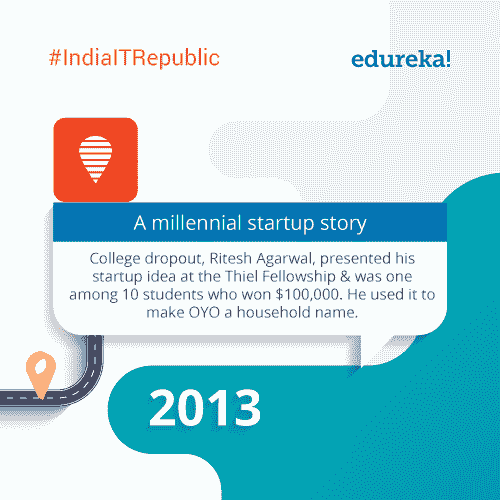 #IndiaITRepublic
edureka!
A millennial startup story
College dropout, Ritesh Agarwal, presented his
startup idea at the Thiel Fellowship & was one
among 10 students who won $100,000. He used it to
make OYO a household name.
2013